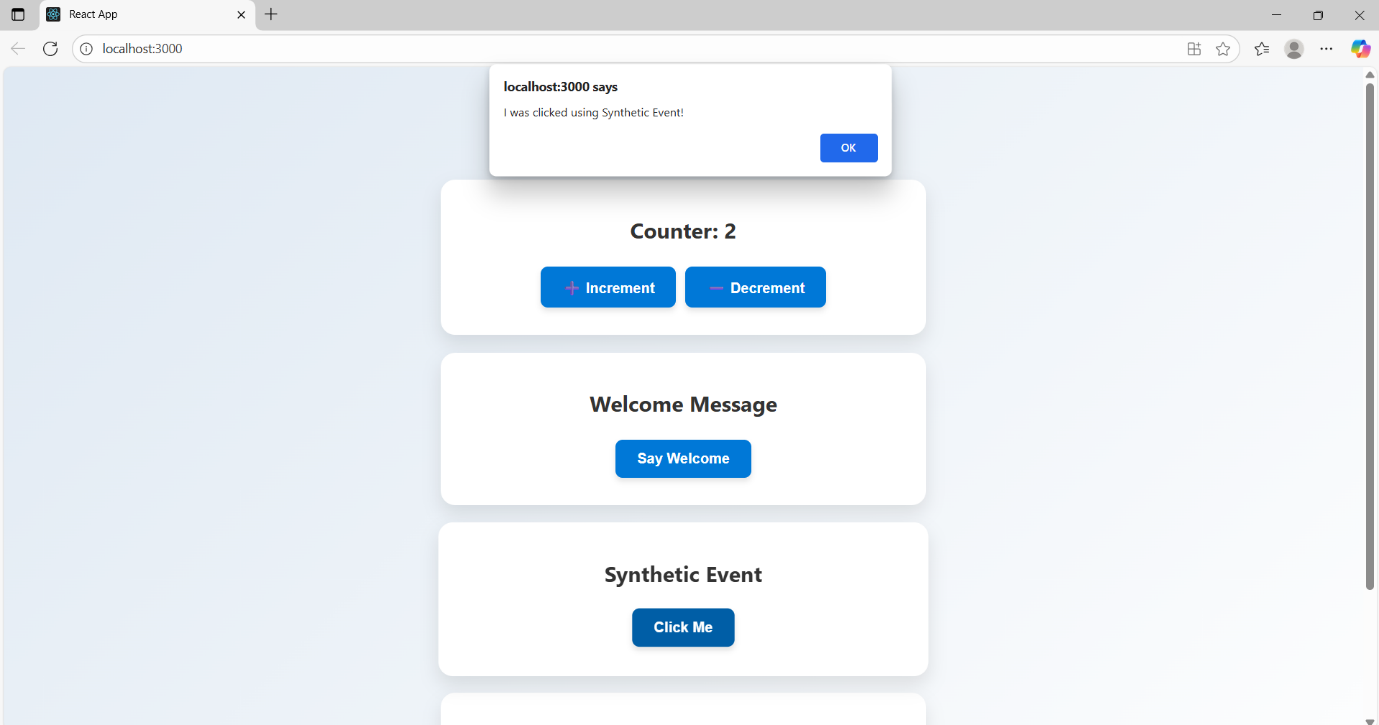 React App
localhost:3000
localhost:3000 says
I was clicked using Synthetic Event!
OK
Counter: 2
Increment
Decrement
Welcome Message
Say Welcome
Synthetic Event
Click Me